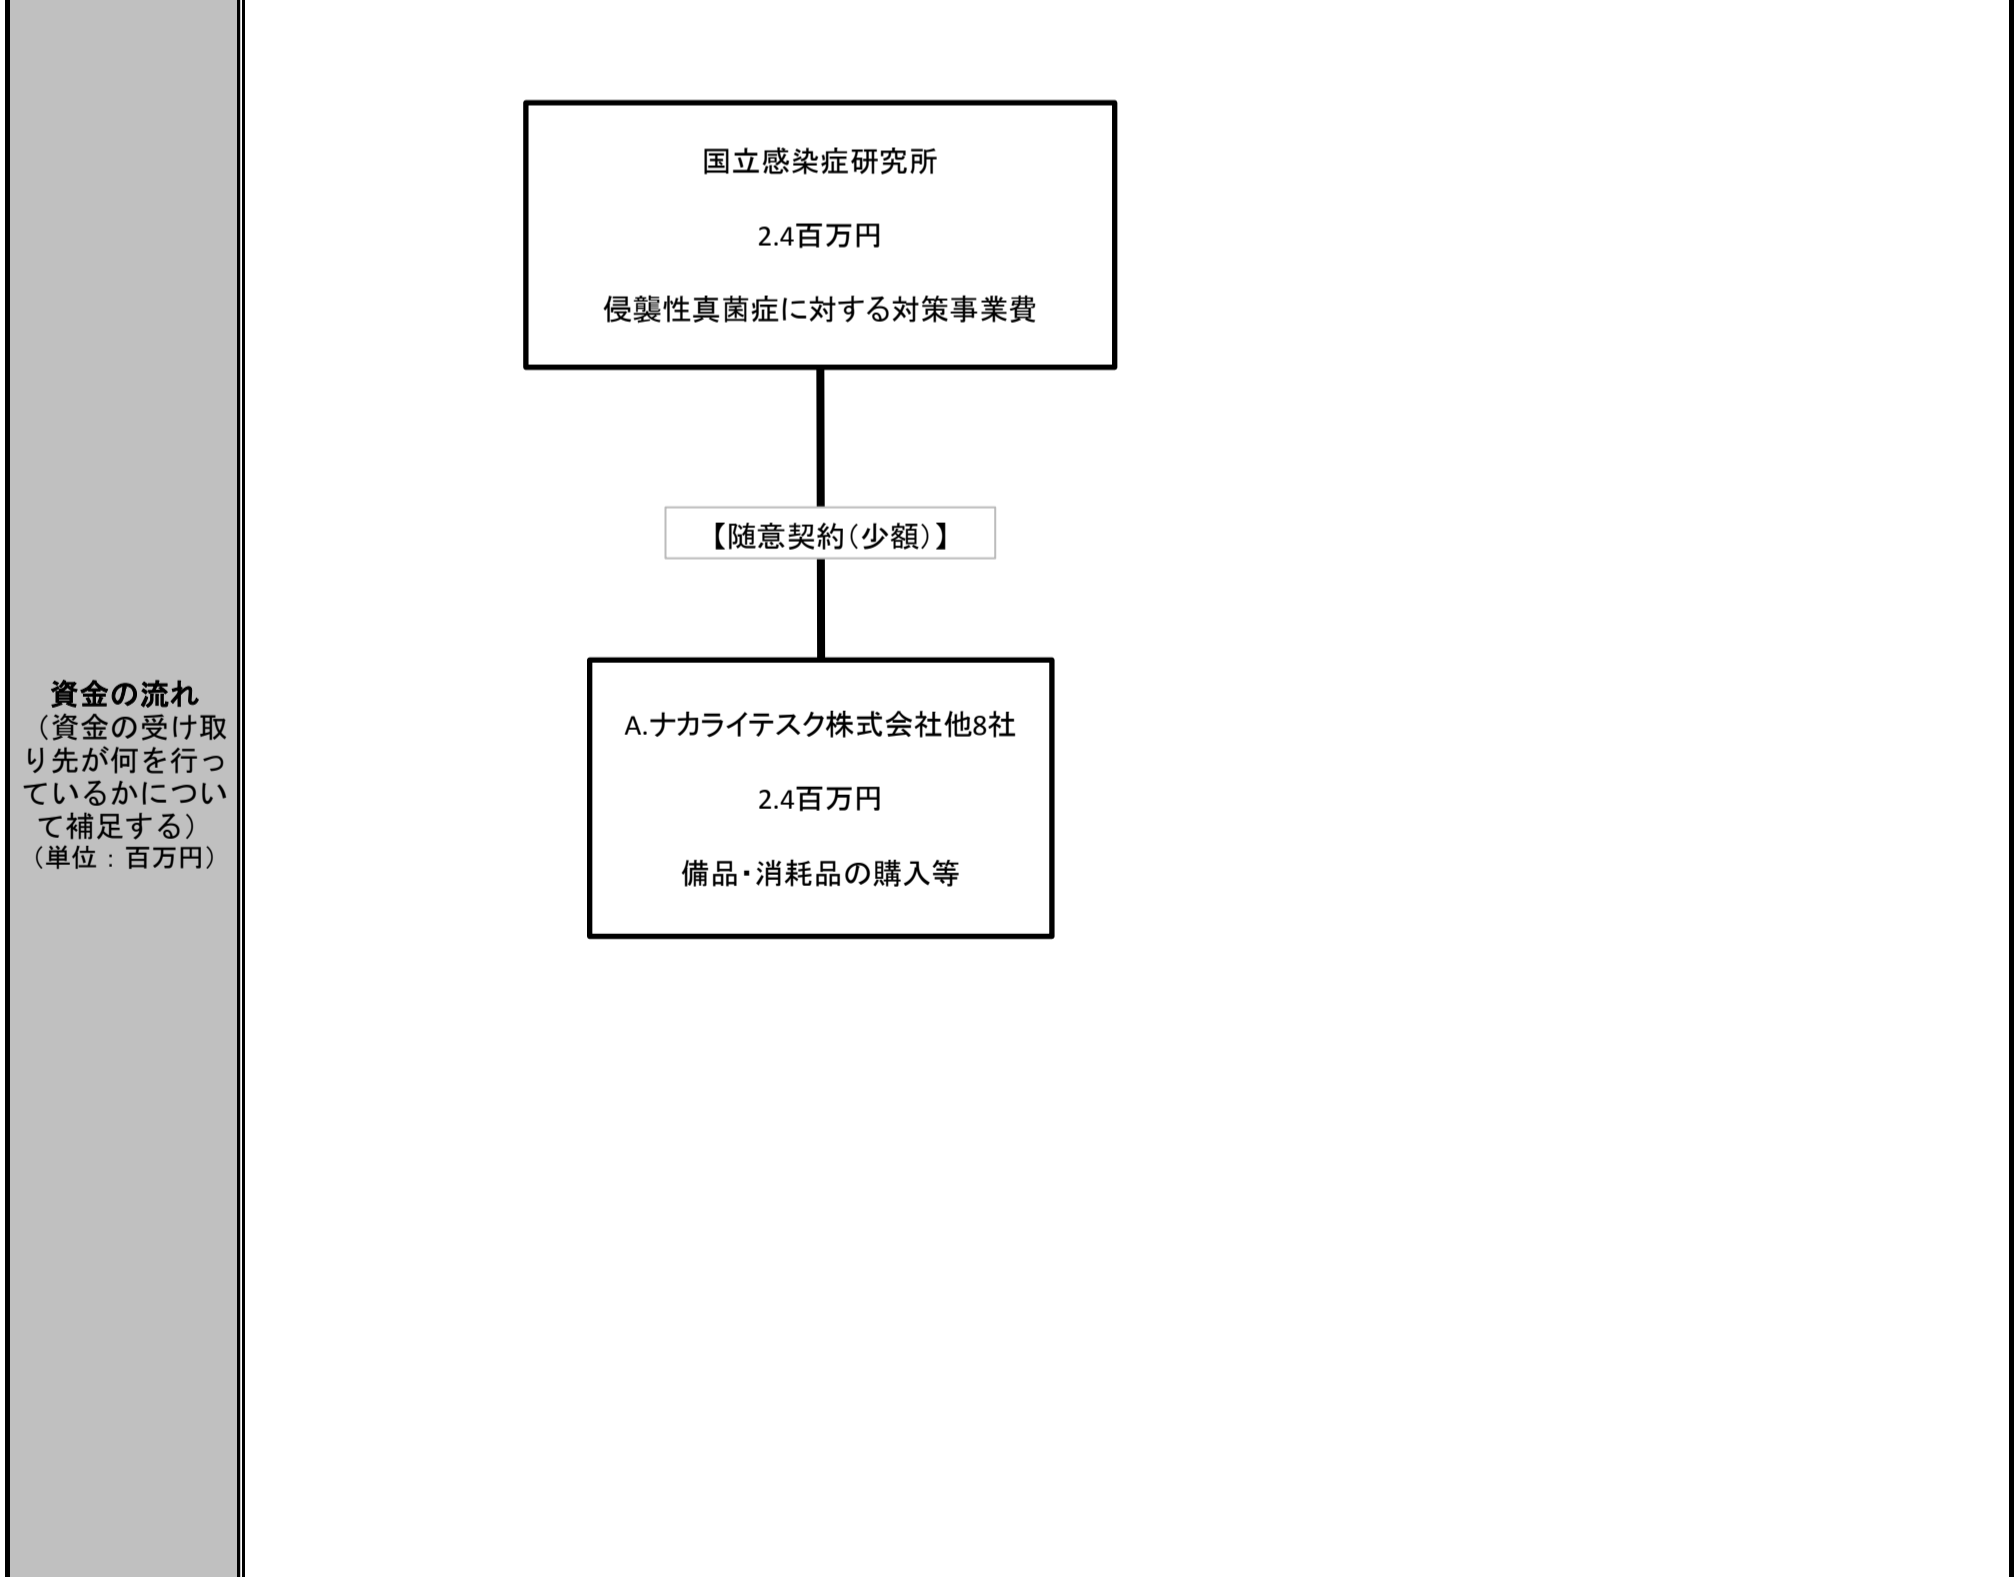 資金の流れ
（資金の受け取
り先が何を行っ
ているかについ
て補足する）
（単位：百万円）
国立感染症研究所
2.4百万円
侵襲性真菌症に対する対策事業費
【随意契約（少額）】
A.ナカライテスク株式会社他8社
2.4百万円
備品・消耗品の購入等